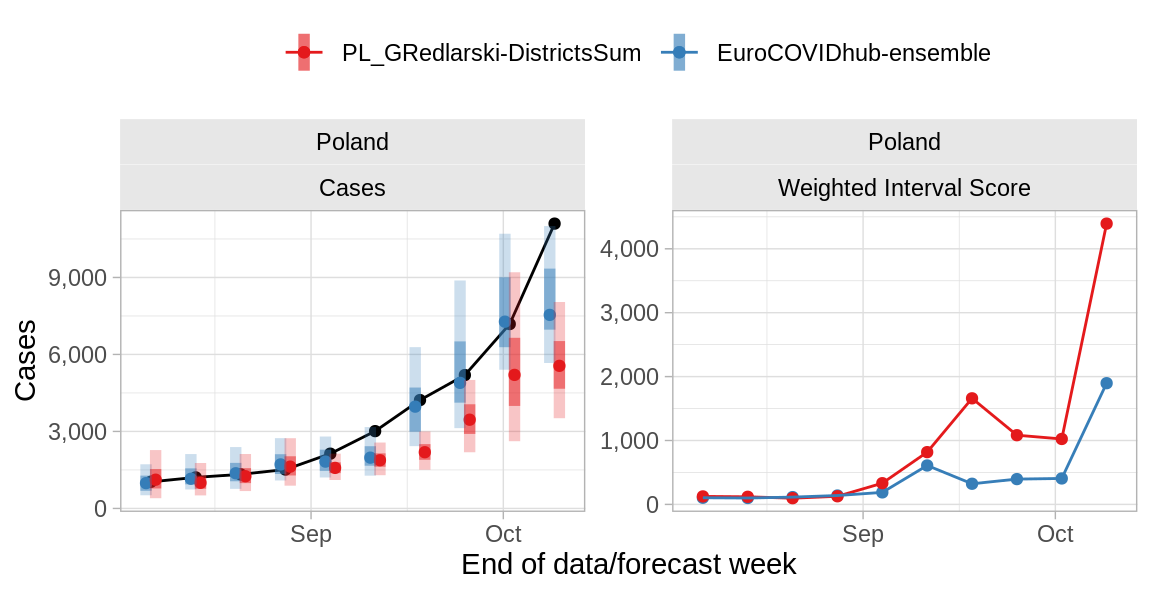 PL_GRedlarski-DistrictsSum EuroCOVIDhub-ensemble
Poland
Cases
Cases
9,000
6,000
3,000
0
Sep Oct
Poland
Weighted Interval Score
4,000
3,000
2,000
1,000
0
Sep Oct
End of data/forecast week